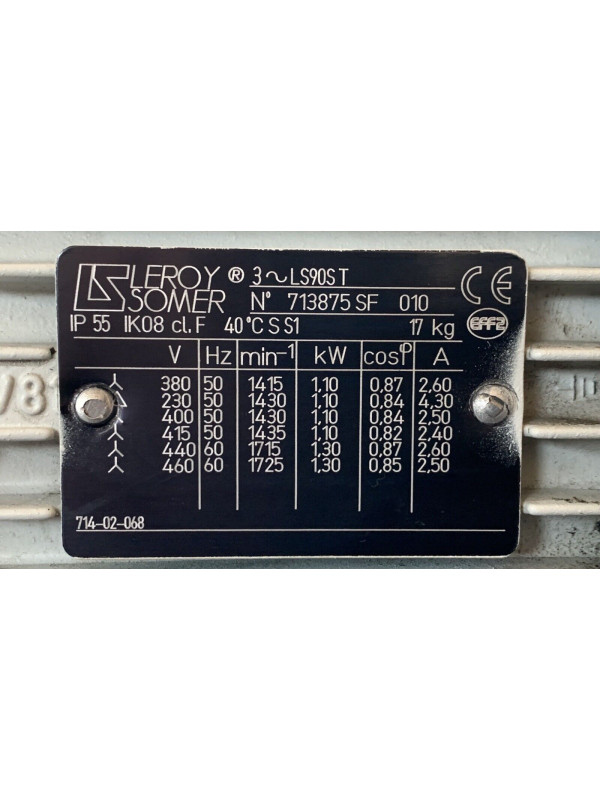 LEROY SOMER ® 3~LS90S T CE
N° 713875 SF 010
IP 55 IK08 cl.F 40°C S S1 17 kg eff2
V Hz min-1 kW cosφ A
380 50 1415 1,10 0,87 2,60
230 50 1430 1,10 0,84 4,30
400 50 1430 1,10 0,84 2,50
415 50 1435 1,10 0,82 2,40
440 60 1715 1,30 0,87 2,60
460 60 1725 1,30 0,85 2,50
714-02-068